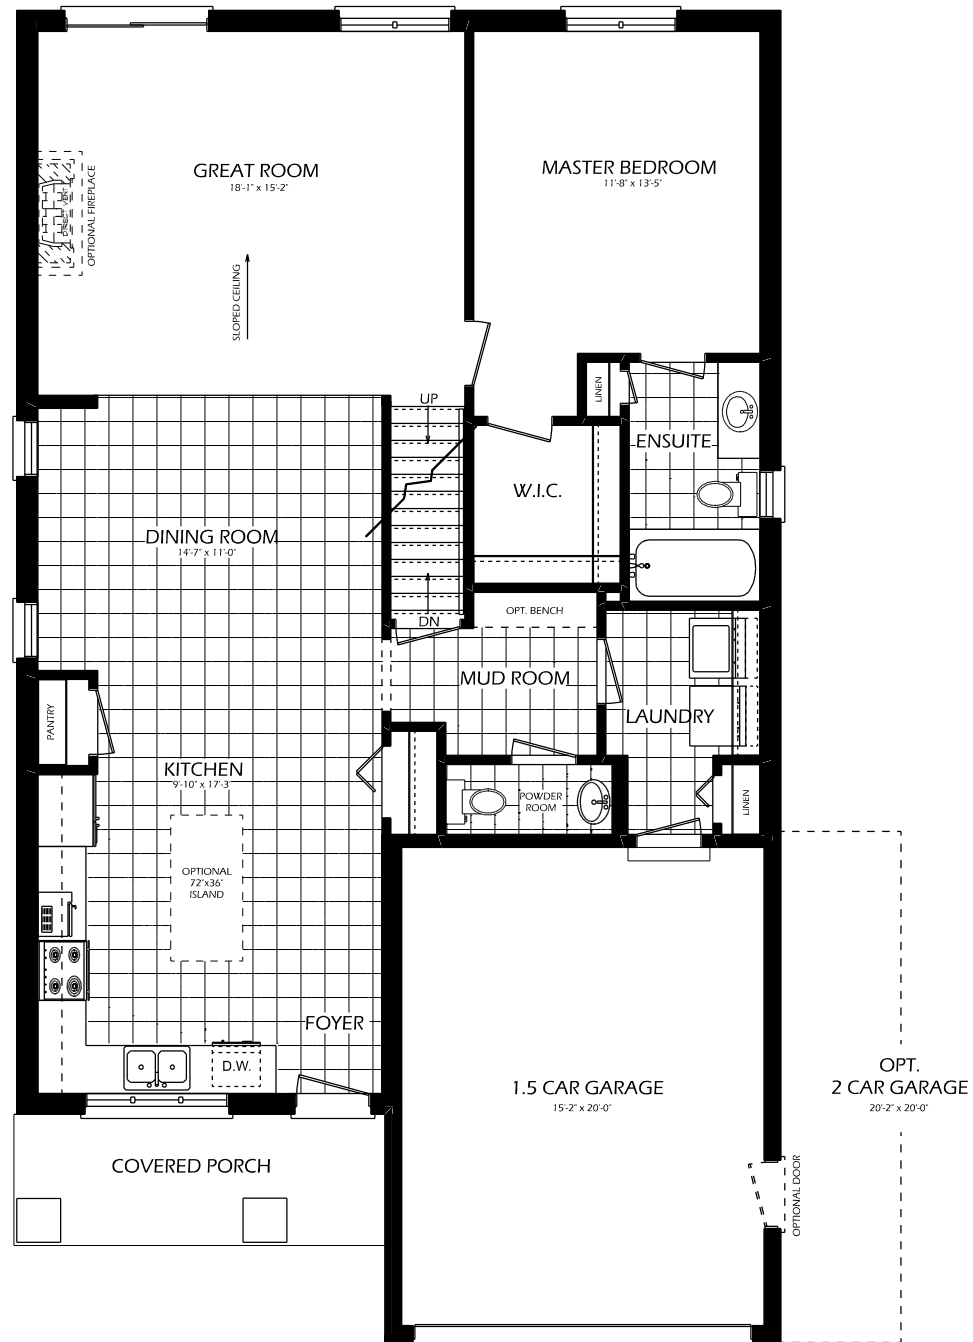 GREAT ROOM
18'-1" x 15'-2"
MASTER BEDROOM
11'-8" x 13'-5"
DIRECT VENT
OPTIONAL FIREPLACE
SLOPED CEILING
UP
LINEN
ENSUITE
W.I.C.
DINING ROOM
14'-7" x 11'-0"
OPT. BENCH
DN
MUD ROOM
PANTRY
LAUNDRY
KITCHEN
9'-10" x 17'-3
POWDER
ROOM
LINEN
OPTIONAL
72"x36"
ISLAND
FOYER
D.W.
1.5 CAR GARAGE
15'-2" x 20'-0"
OPT.
2 CAR GARAGE
20'-2" x 20'-0"
COVERED PORCH
OPTIONAL DOOR